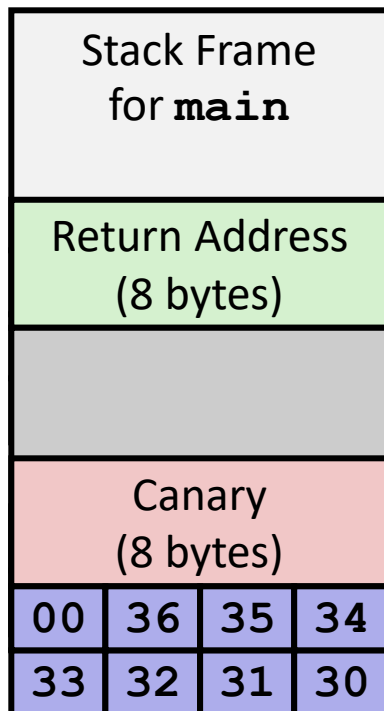 Stack Frame
for main
Return Address
(8 bytes)
Canary
(8 bytes)
00 36 35 34
33 32 31 30